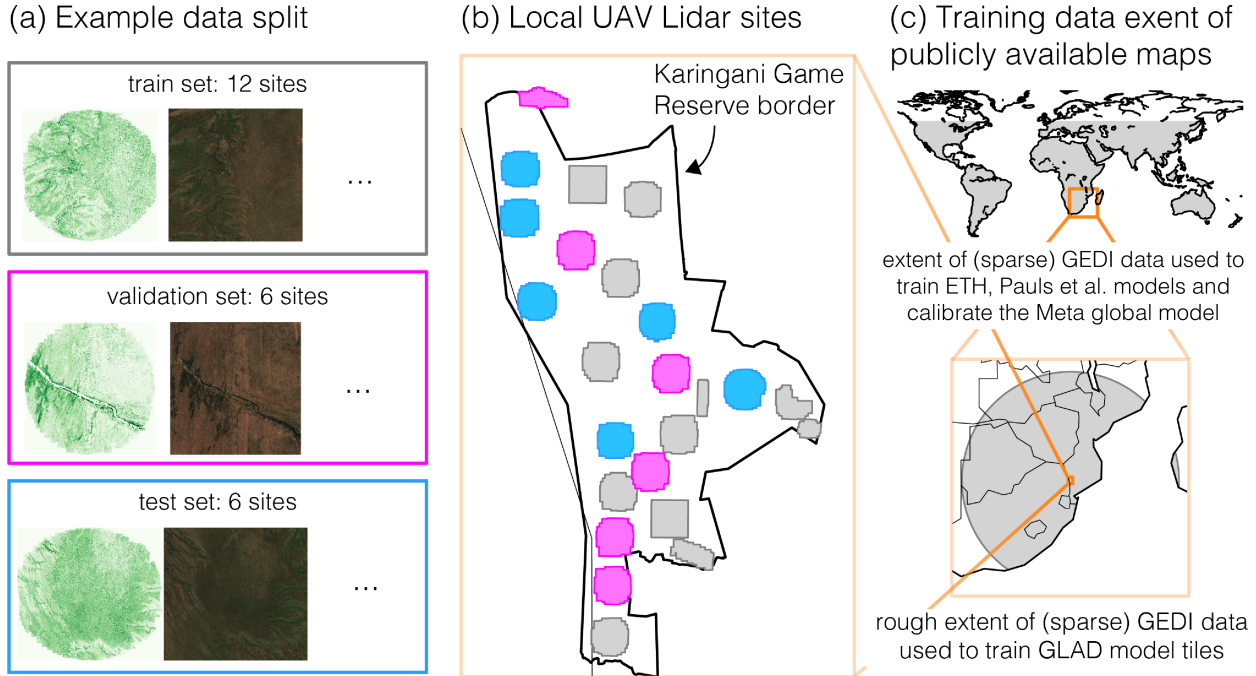 (a) Example data split
train set: 12 sites
...
validation set: 6 sites
...
test set: 6 sites
...
(b) Local UAV Lidar sites
Karingani Game
Reserve border
(c) Training data exent of
publicly available maps
extent of (sparse) GEDI data used to
train ETH, Pauls et al. models and
calibrate the Meta global model
rough extent of (sparse) GEDI data
used to train GLAD model tiles